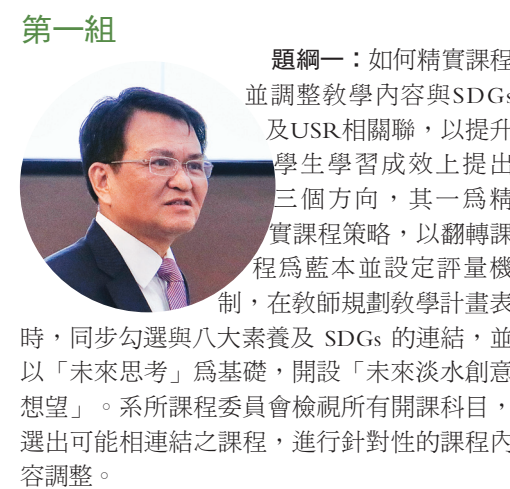 第一組
題綱一：如何精實課程
並調整教學內容與SDGs
及USR相關聯，以提升
學生學習成效上提出
三個方向，其一為精
實課程策略，以翻轉課
程為藍本並設定評量機
制，在教師規劃教學計畫表
時，同步勾選與八大素養及 SDGs 的連結，並
以「未來思考」為基礎，開設「未來淡水創意
想望」。系所課程委員會檢視所有開課科目，
選出可能相連結之課程，進行針對性的課程內
容調整。